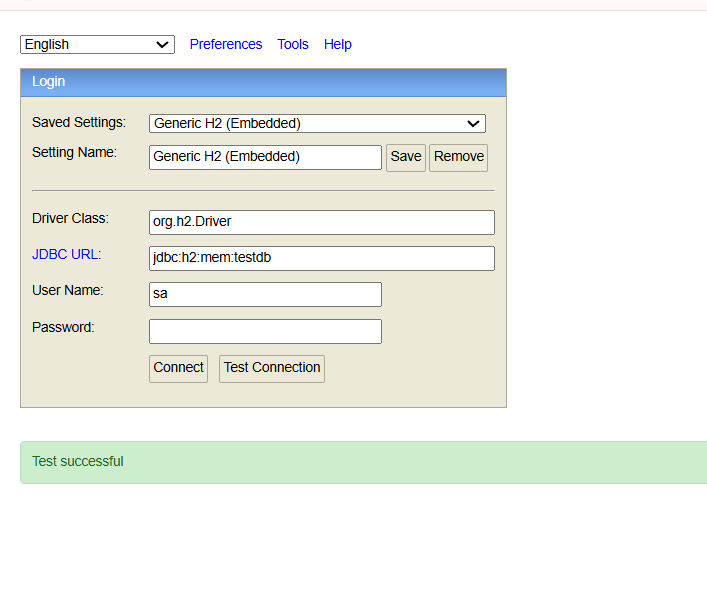 English Preferences Tools Help
Login
Saved Settings: Generic H2 (Embedded)
Setting Name: Generic H2 (Embedded) Save Remove
Driver Class: org.h2.Driver
JDBC URL: jdbc:h2:mem:testdb
User Name: sa
Password:
Connect Test Connection
Test successful